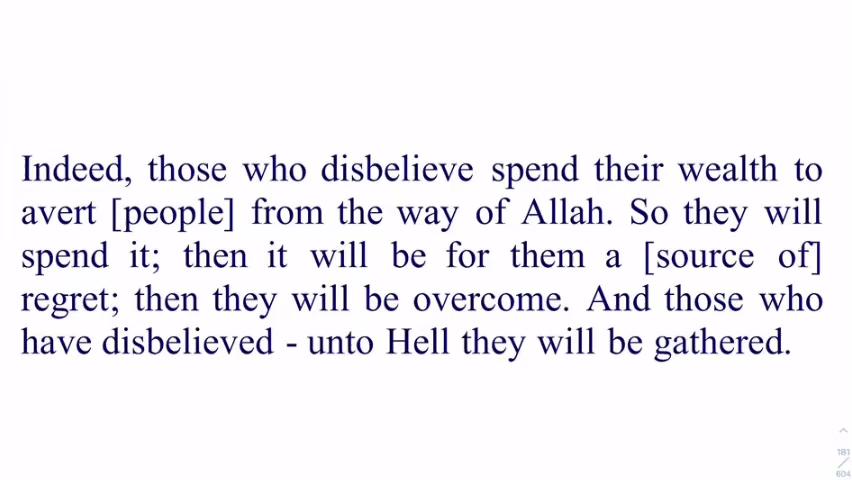 Indeed, those who disbelieve spend their wealth to
avert [people] from the way of Allah. So they will
spend it; then it will be for them a [source of]
regret; then they will be overcome. And those who
have disbelieved - unto Hell they will be gathered.
181
/
604